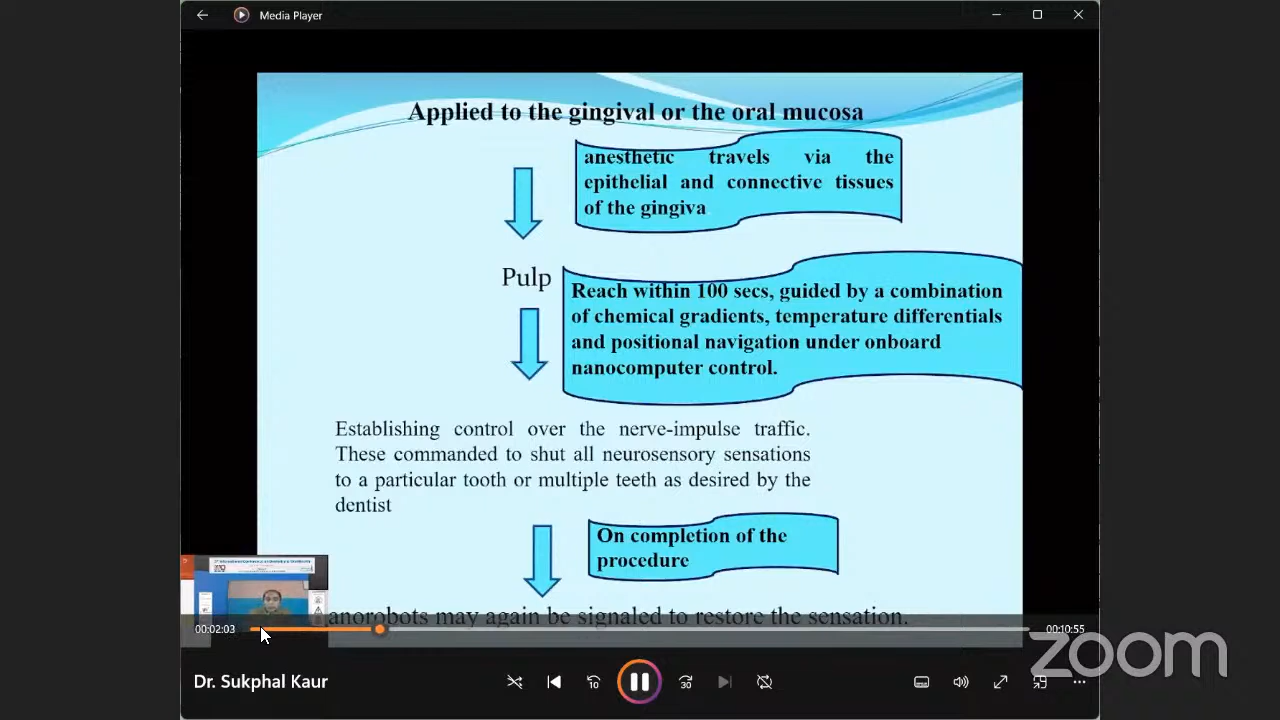 Media Player
Applied to the gingival or the oral mucosa
anesthetic travels via the
epithelial and connective tissues
of the gingiva
Pulp
Reach within 100 secs, guided by a combination
of chemical gradients, temperature differentials
and positional navigation under onboard
nanocomputer control.
Establishing control over the nerve-impulse traffic.
These commanded to shut all neurosensory sensations
to a particular tooth or multiple teeth as desired by the
dentist
On completion of the
procedure
anorobots may again be signaled to restore the sensation.
00:02:03
00:10:55
Dr. Sukphal Kaur
10
30
zoom